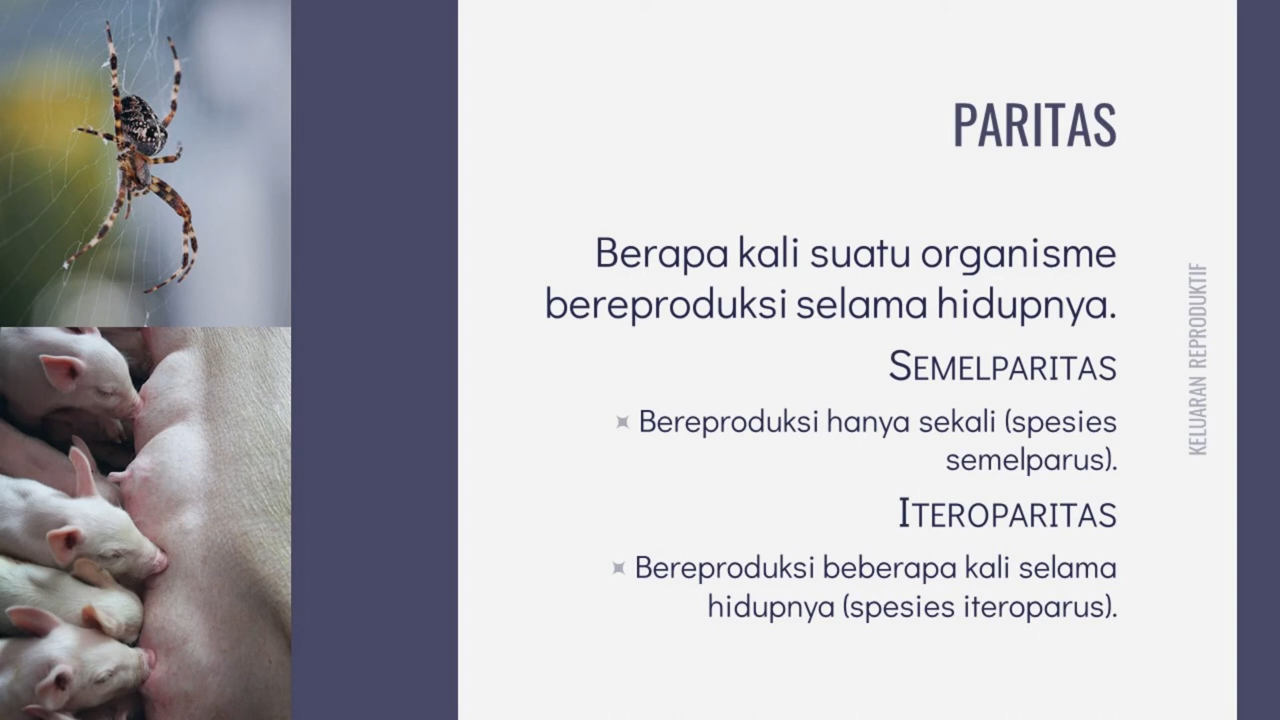 PARITAS
Berapa kali suatu organisme
bereproduksi selama hidupnya.
SEMELPARITAS
Bereproduksi hanya sekali (spesies
semelparus).
ITEROPARITAS
Bereproduksi beberapa kali selama
hidupnya (spesies iteroparus).
KELUARAN REPRODUKTIF